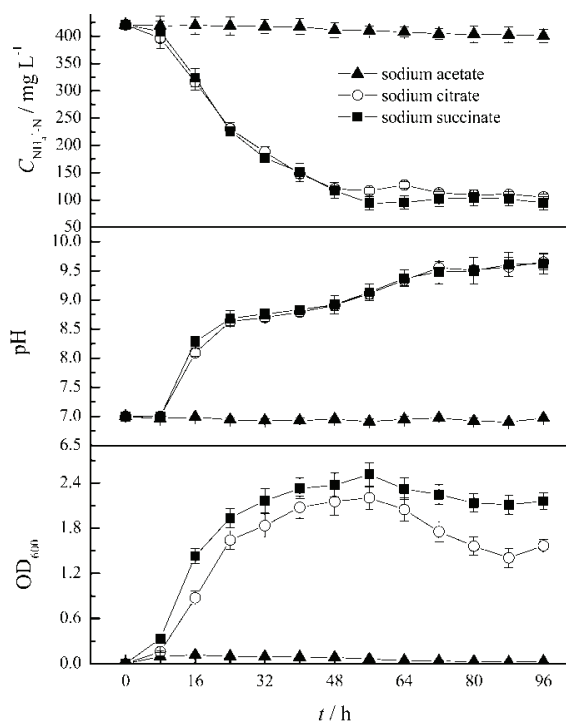 400
350
300
250
200
150
100
50
C NH₄⁺-N / mg L⁻¹
sodium acetate
sodium citrate
sodium succinate
10.0
9.5
9.0
8.5
8.0
7.5
7.0
6.5
pH
2.4
1.8
1.2
0.6
0.0
OD₆₀₀
0 16 32 48 64 80 96
t / h